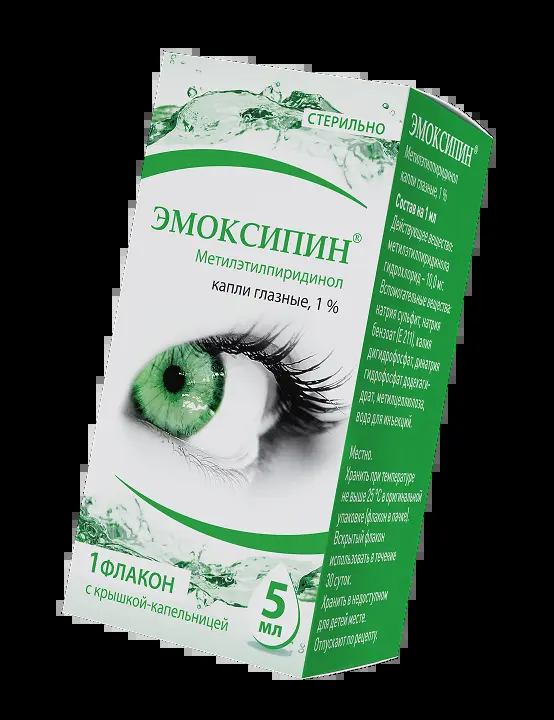 СТЕРИЛЬНО
ЭМОКСИПИН®
Метилэтилпиридинол
капли глазные, 1 %
1 ФЛАКОН
с крышкой-капельницей
5
мл
ЭМОКСИПИН®
Метилэтилпиридинол
капли глазные, 1 %
Состав на 1 мл
Действующее вещество:
метилэтилпиридинола
гидрохлорид – 10,0 мг.
Вспомогательные вещества:
натрия сульфит, натрия
бензоат (Е 211), калия
дигидрофосфат, динатрия
гидрофосфат додекаги-
драт, метилцеллюлоза,
вода для инъекций.
Местно.
Хранить при температуре
не выше 25 °С в оригинальной
упаковке (флакон в пачке).
Вскрытый флакон
использовать в течение
30 суток.
Хранить в недоступном
для детей месте.
Отпускают по рецепту.